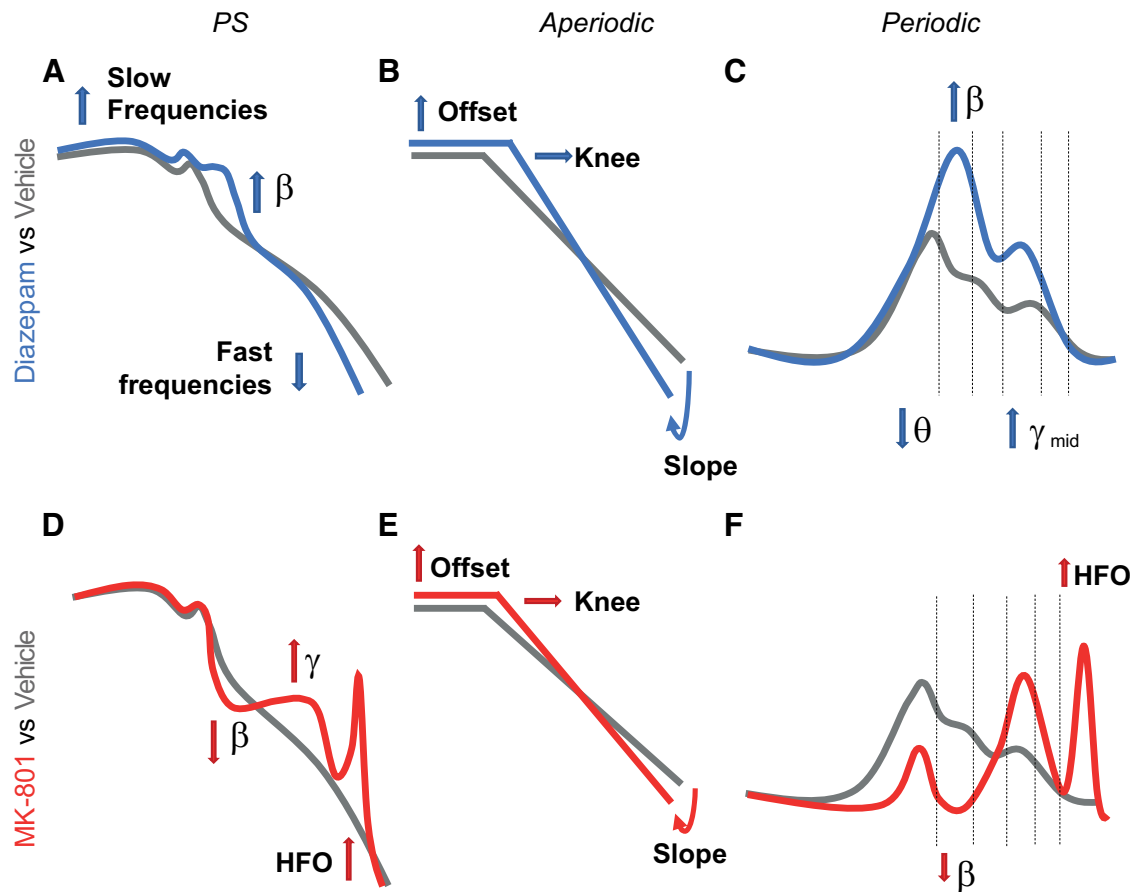 PS
Aperiodic
Periodic
A
Slow
Frequencies
β
Fast
frequencies
B
Offset
Knee
Slope
C
β
θ
γ mid
Diazepam vs Vehicle
D
γ
β
HFO
E
Offset
Knee
Slope
F
HFO
β
MK-801 vs Vehicle